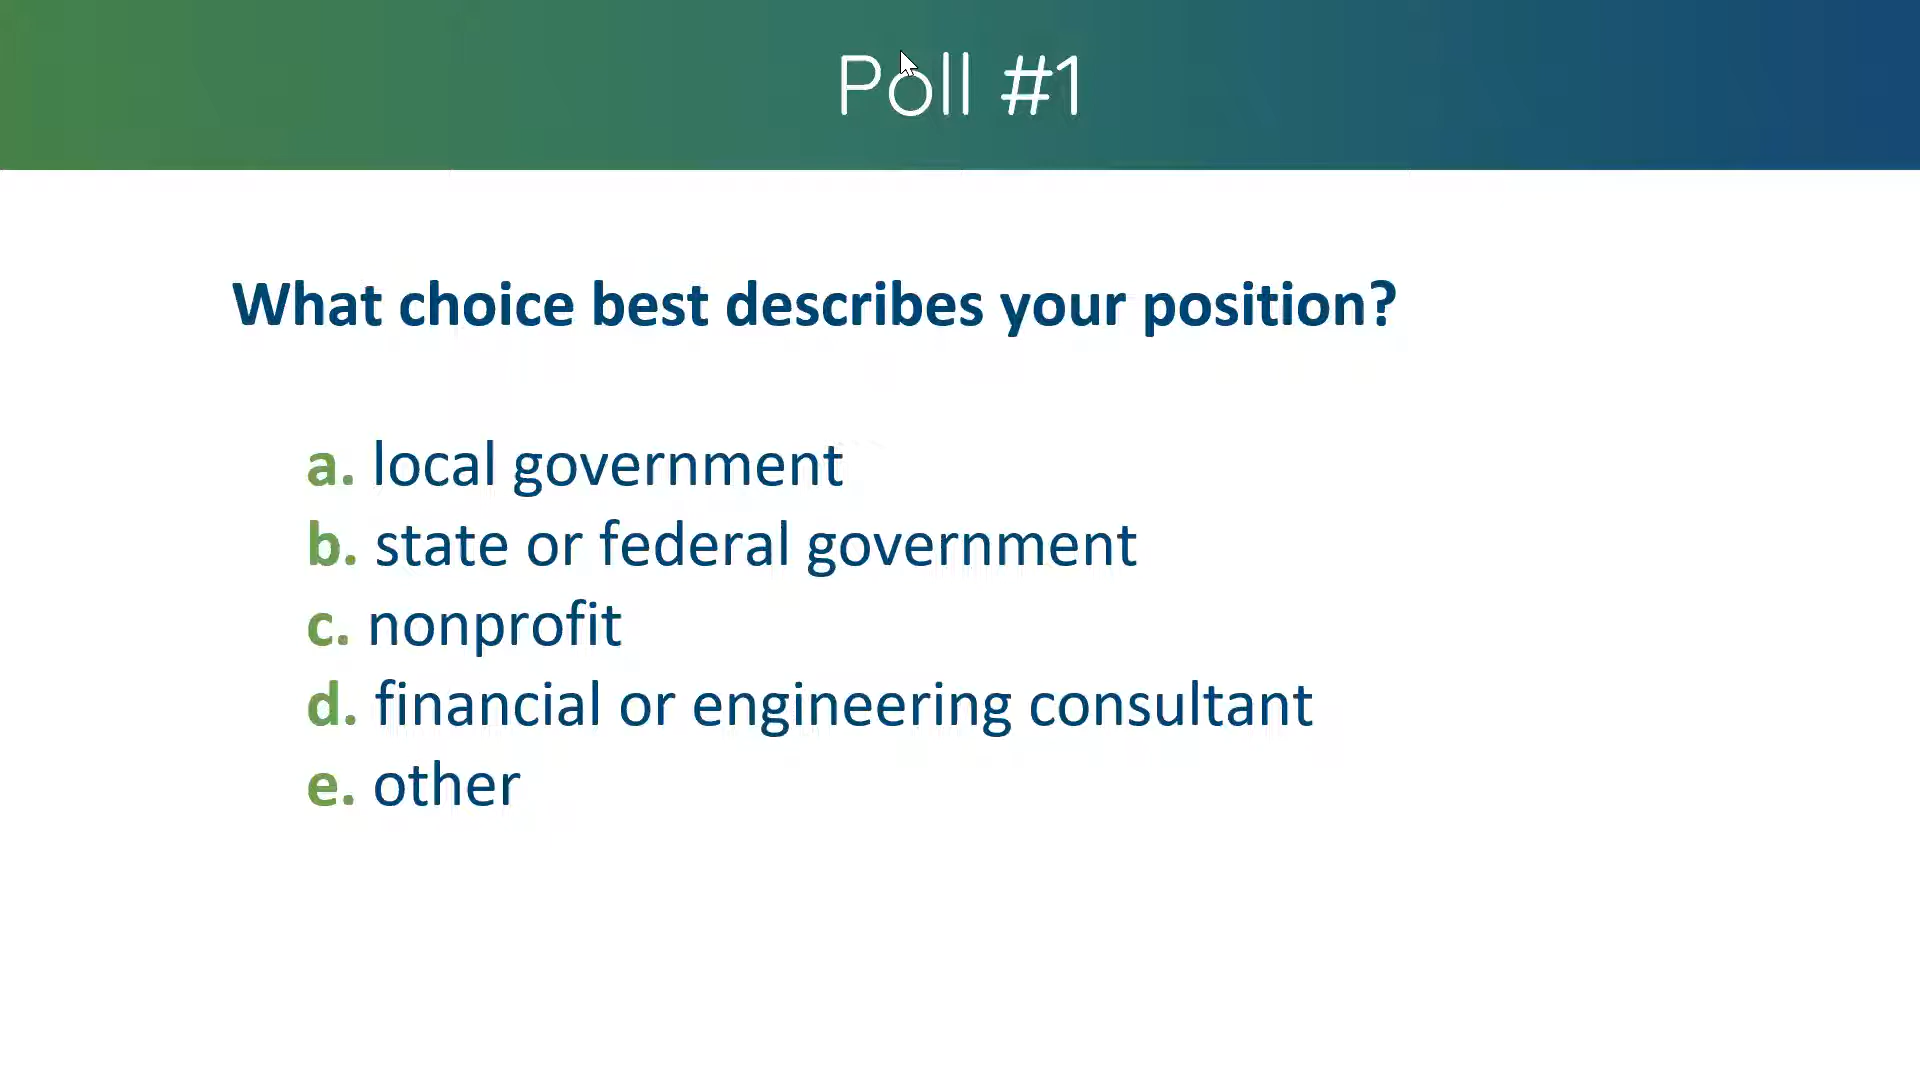 Poll #1
What choice best describes your position?
a. local government
b. state or federal government
c. nonprofit
d. financial or engineering consultant
e. other